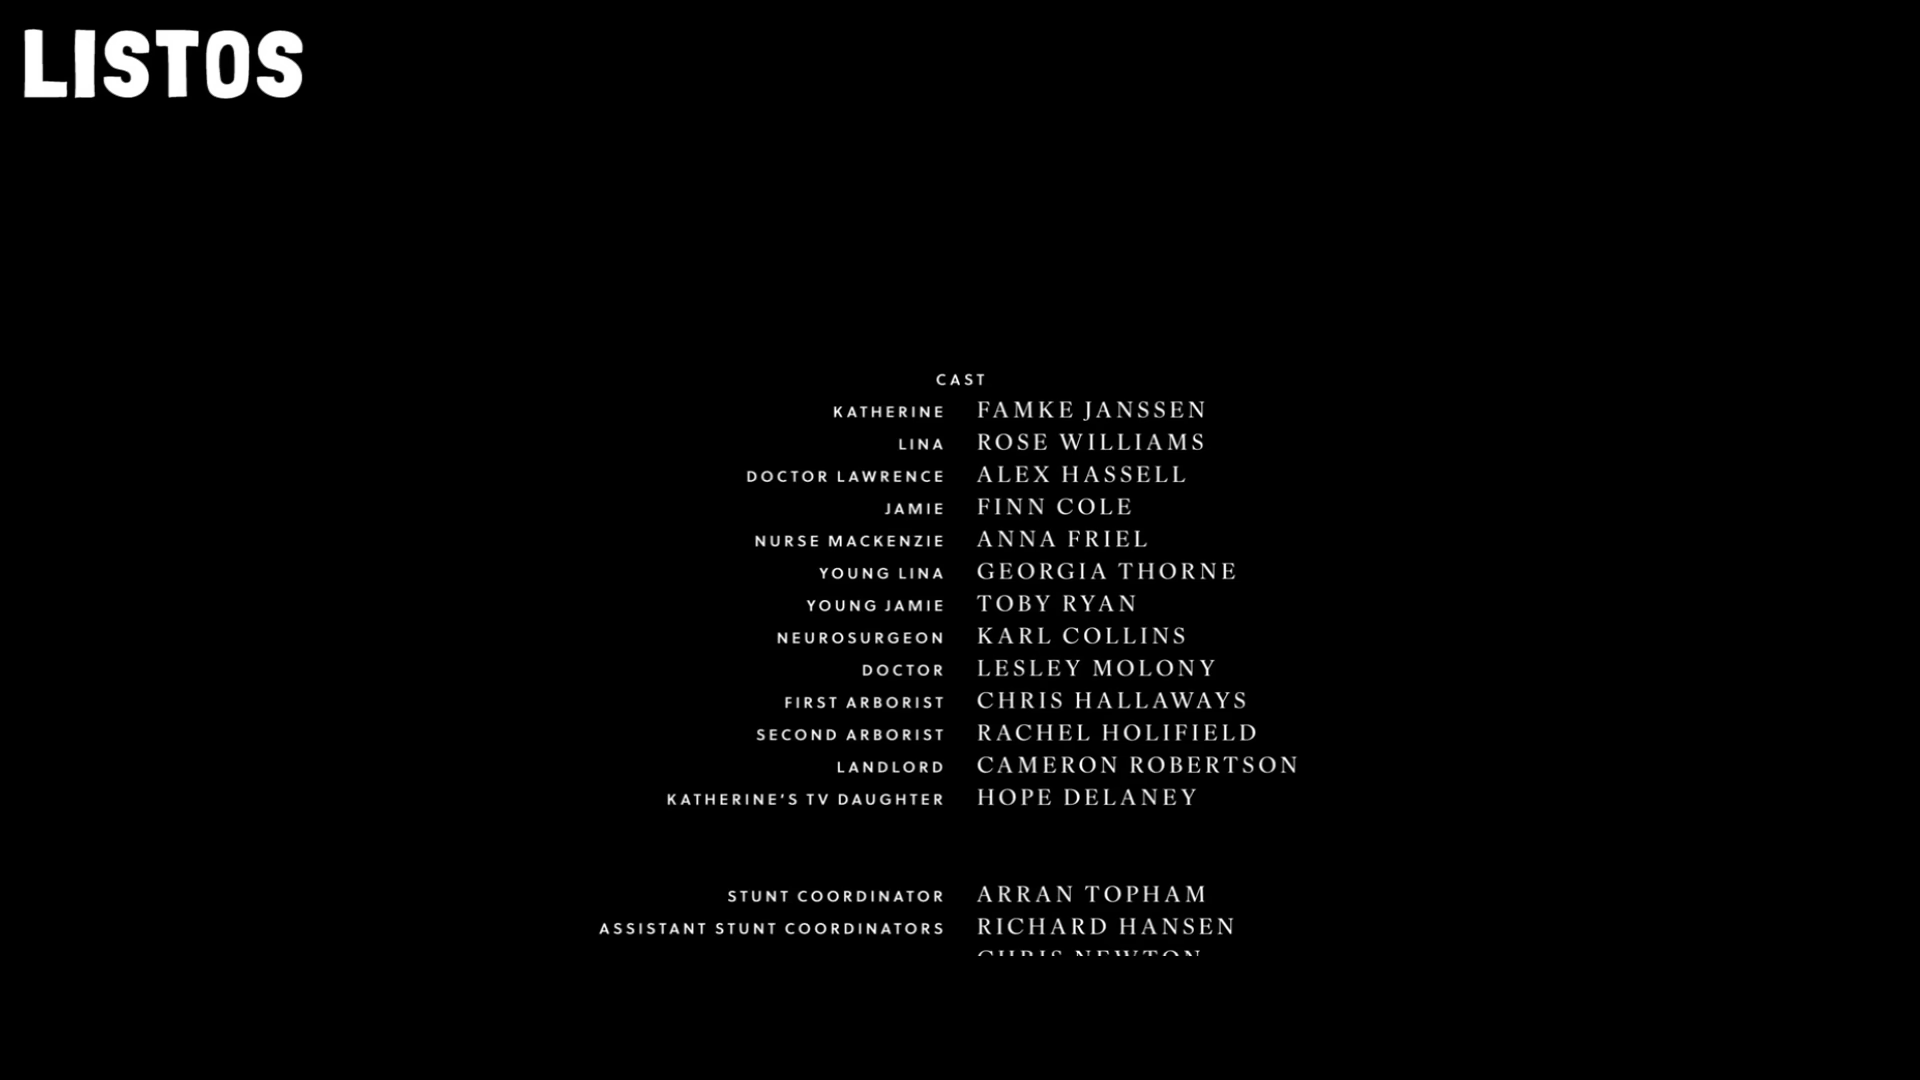 LISTOS
CAST
KATHERINE FAMKE JANSSEN
LINA ROSE WILLIAMS
DOCTOR LAWRENCE ALEX HASSELL
JAMIE FINN COLE
NURSE MACKENZIE ANNA FRIEL
YOUNG LINA GEORGIA THORNE
YOUNG JAMIE TOBY RYAN
NEUROSURGEON KARL COLLINS
DOCTOR LESLEY MOLONY
FIRST ARBORIST CHRIS HALLAWAYS
SECOND ARBORIST RACHEL HOLIFIELD
LANDLORD CAMERON ROBERTSON
KATHERINE'S TV DAUGHTER HOPE DELANEY
STUNT COORDINATOR ARRAN TOPHAM
ASSISTANT STUNT COORDINATORS RICHARD HANSEN
CHRIS NEWTON